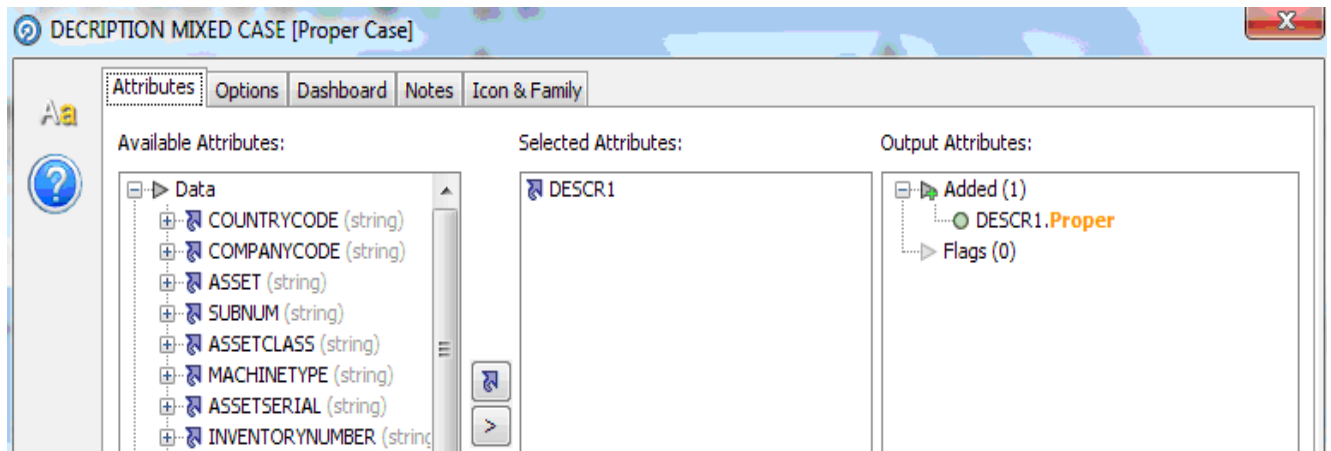 DECRIPTION MIXED CASE [Proper Case]
Attributes Options Dashboard Notes Icon & Family
Aa
Available Attributes: Selected Attributes: Output Attributes:
Data DESCR1 Added (1)
COUNTRYCODE (string) DESCR1.Proper
COMPANYCODE (string) Flags (0)
ASSET (string)
SUBNUM (string)
ASSETCLASS (string)
MACHINETYPE (string)
ASSETSERIAL (string)
INVENTORYNUMBER (string